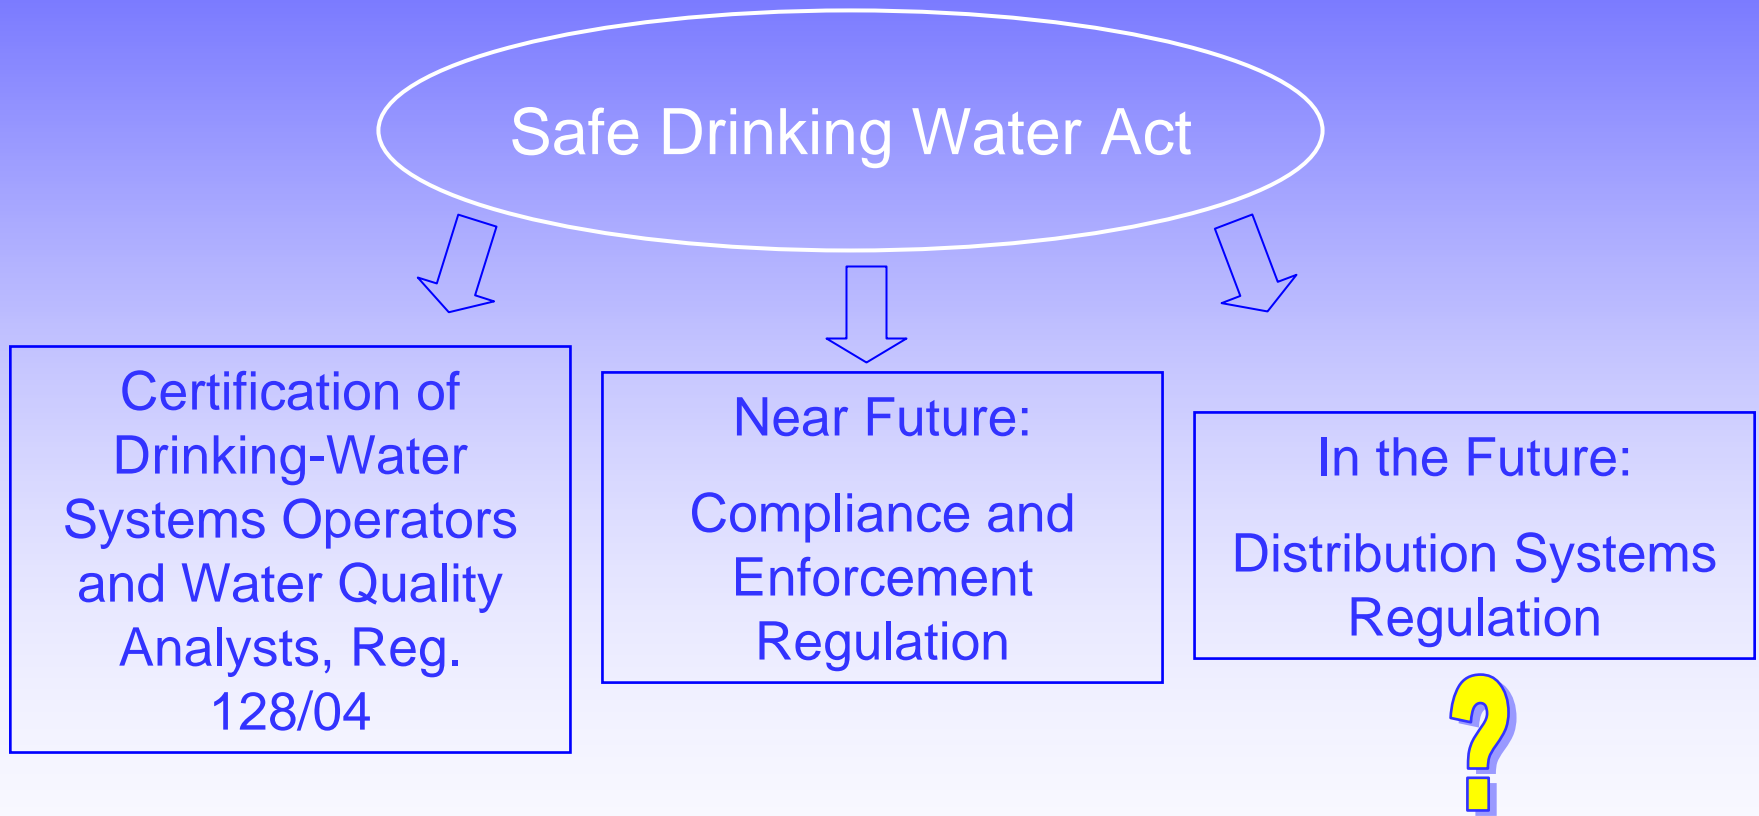 Safe Drinking Water Act
Certification of
Drinking-Water
Systems Operators
and Water Quality
Analysts, Reg.
128/04
Near Future:
Compliance and
Enforcement
Regulation
In the Future:
Distribution Systems
Regulation
?